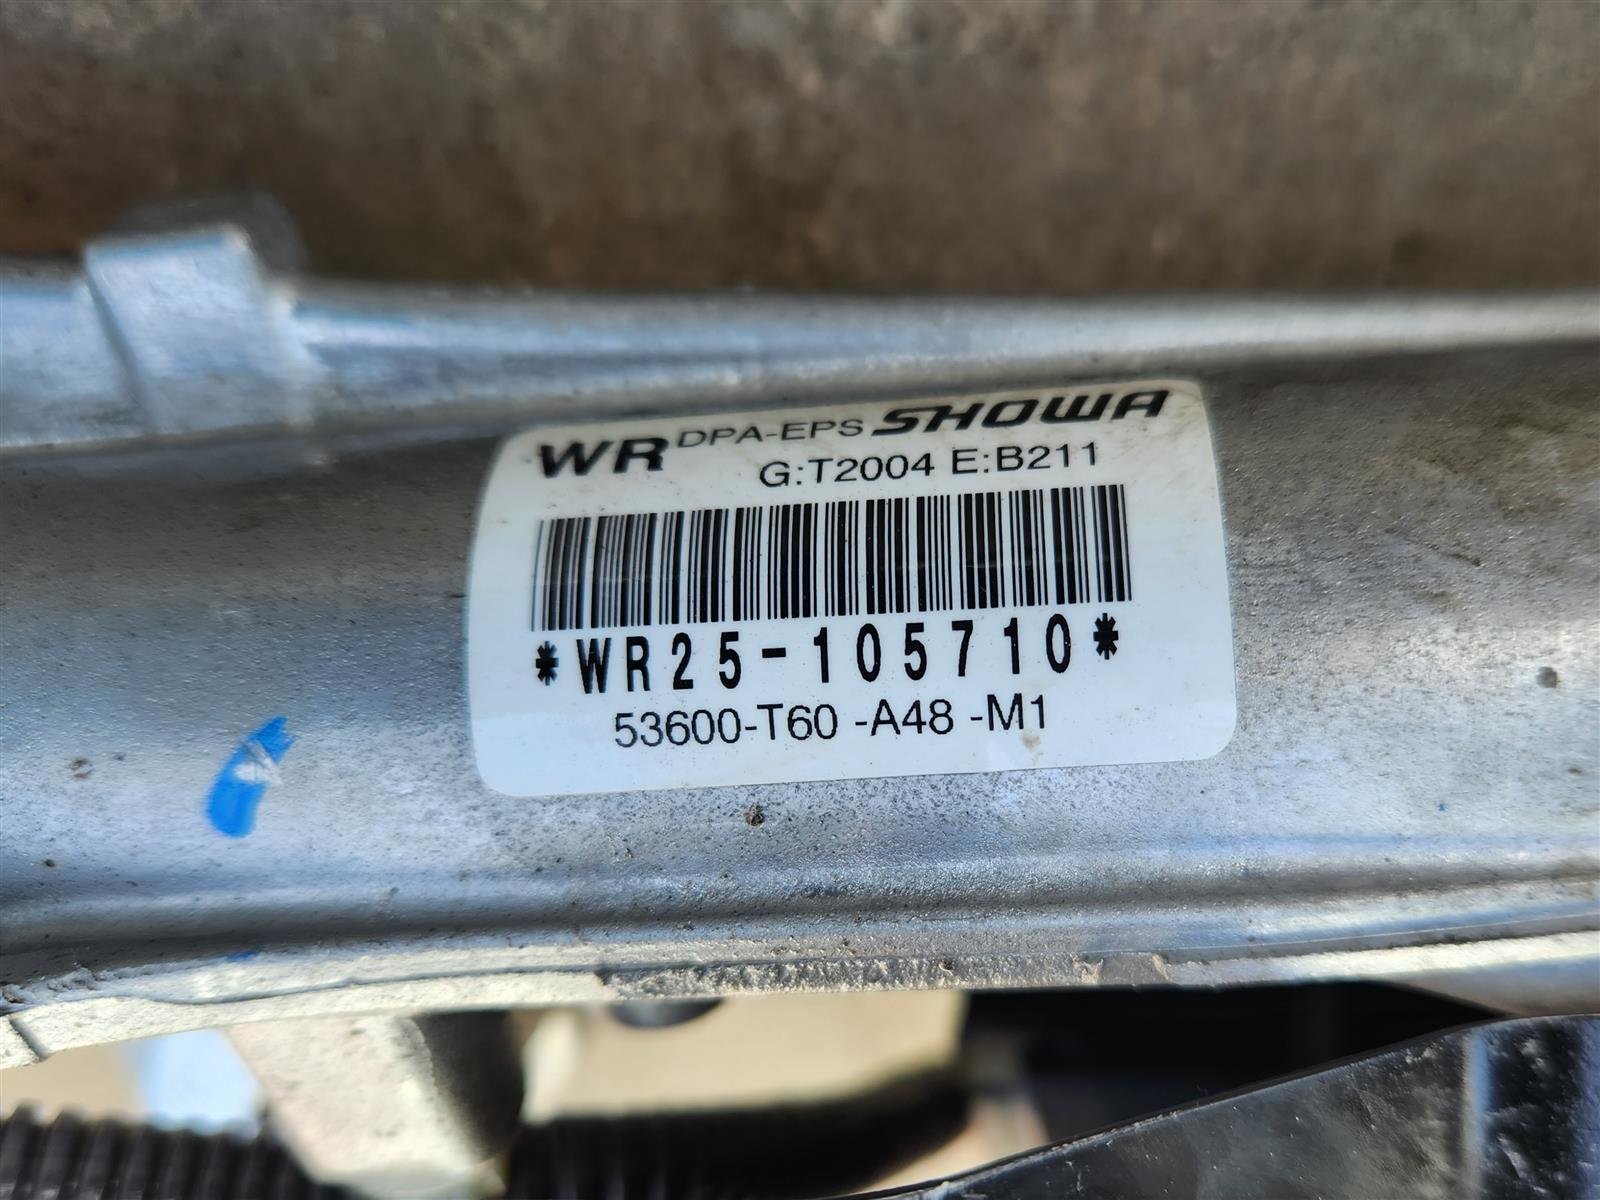 WR DPA-EPS SHOWA
G:T2004 E:B211
*WR25-105710*
53600-T60 -A48 -M1